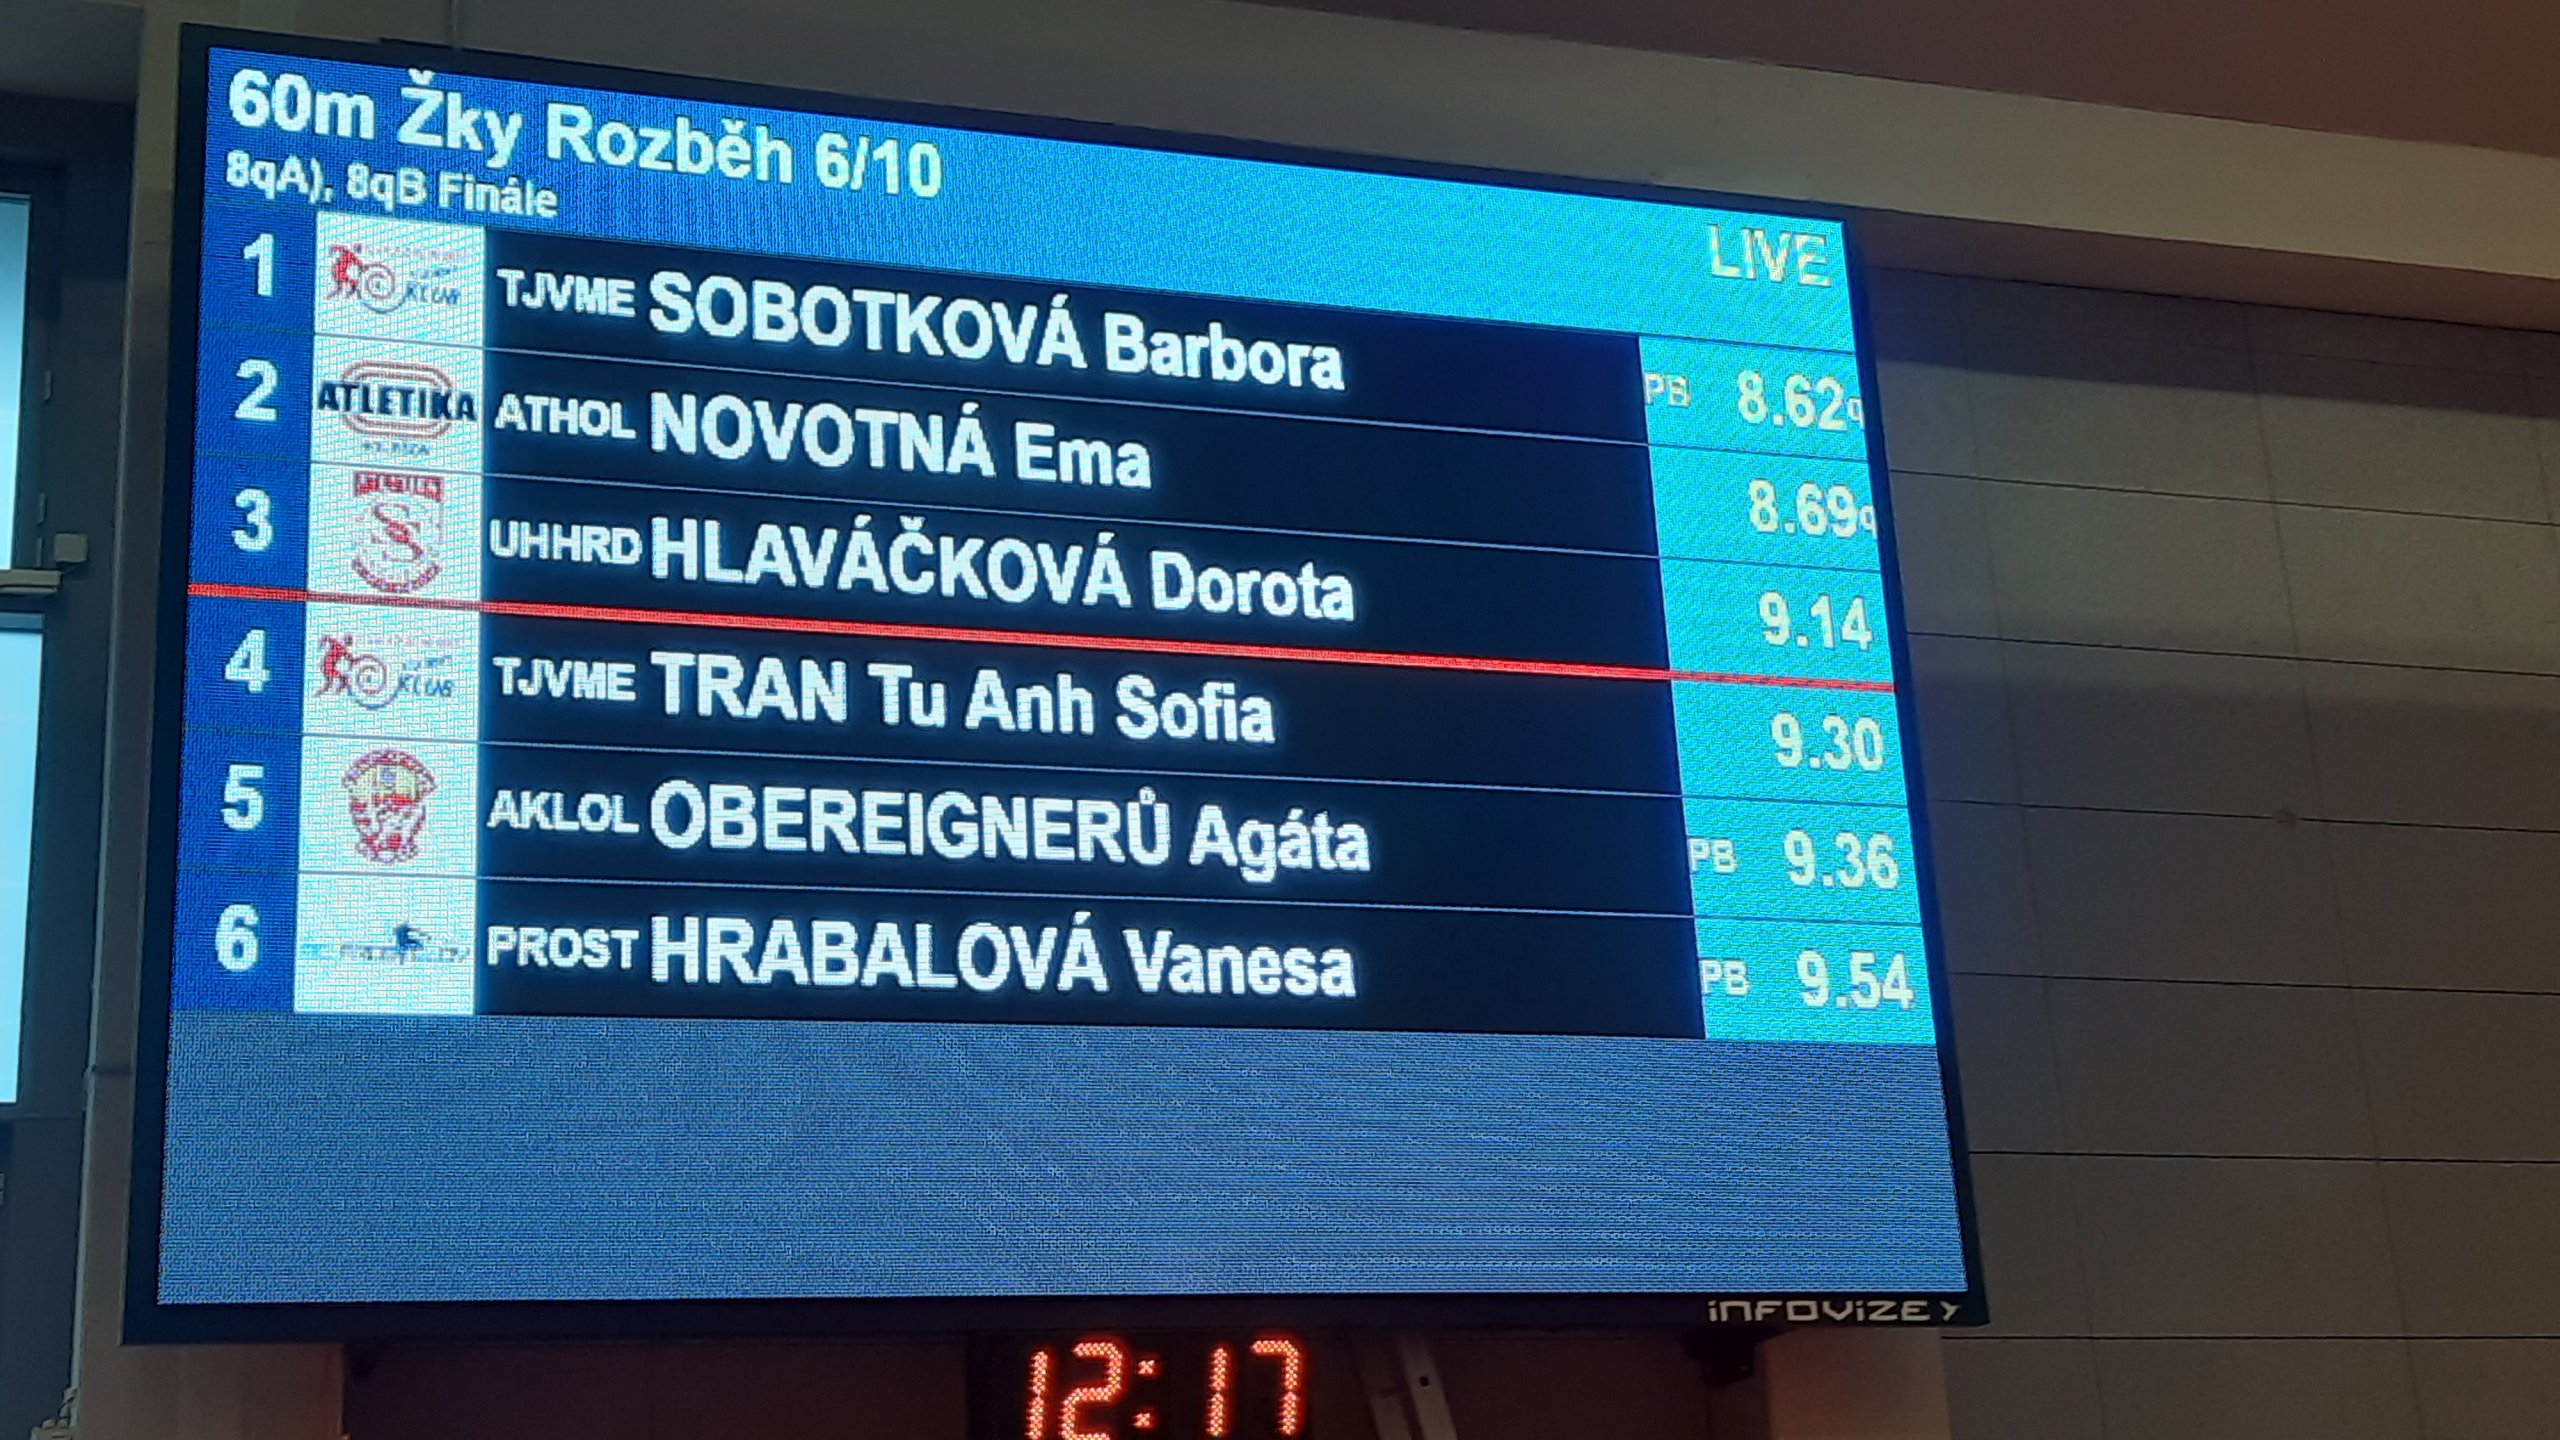 60m Žky Rozběh 6/10
8qA), 8qB Finále
LIVE
1 TJVME SOBOTKOVÁ Barbora PB 8.62q
2 ATLETIKA ATHOL NOVOTNÁ Ema 8.69q
3 UHHRD HLAVÁČKOVÁ Dorota 9.14
4 TJVME TRAN Tu Anh Sofia 9.30
5 AKLOL OBEREIGNERŮ Agáta PB 9.36
6 PROST HRABALOVÁ Vanesa PB 9.54
INFOVIZE
12:17